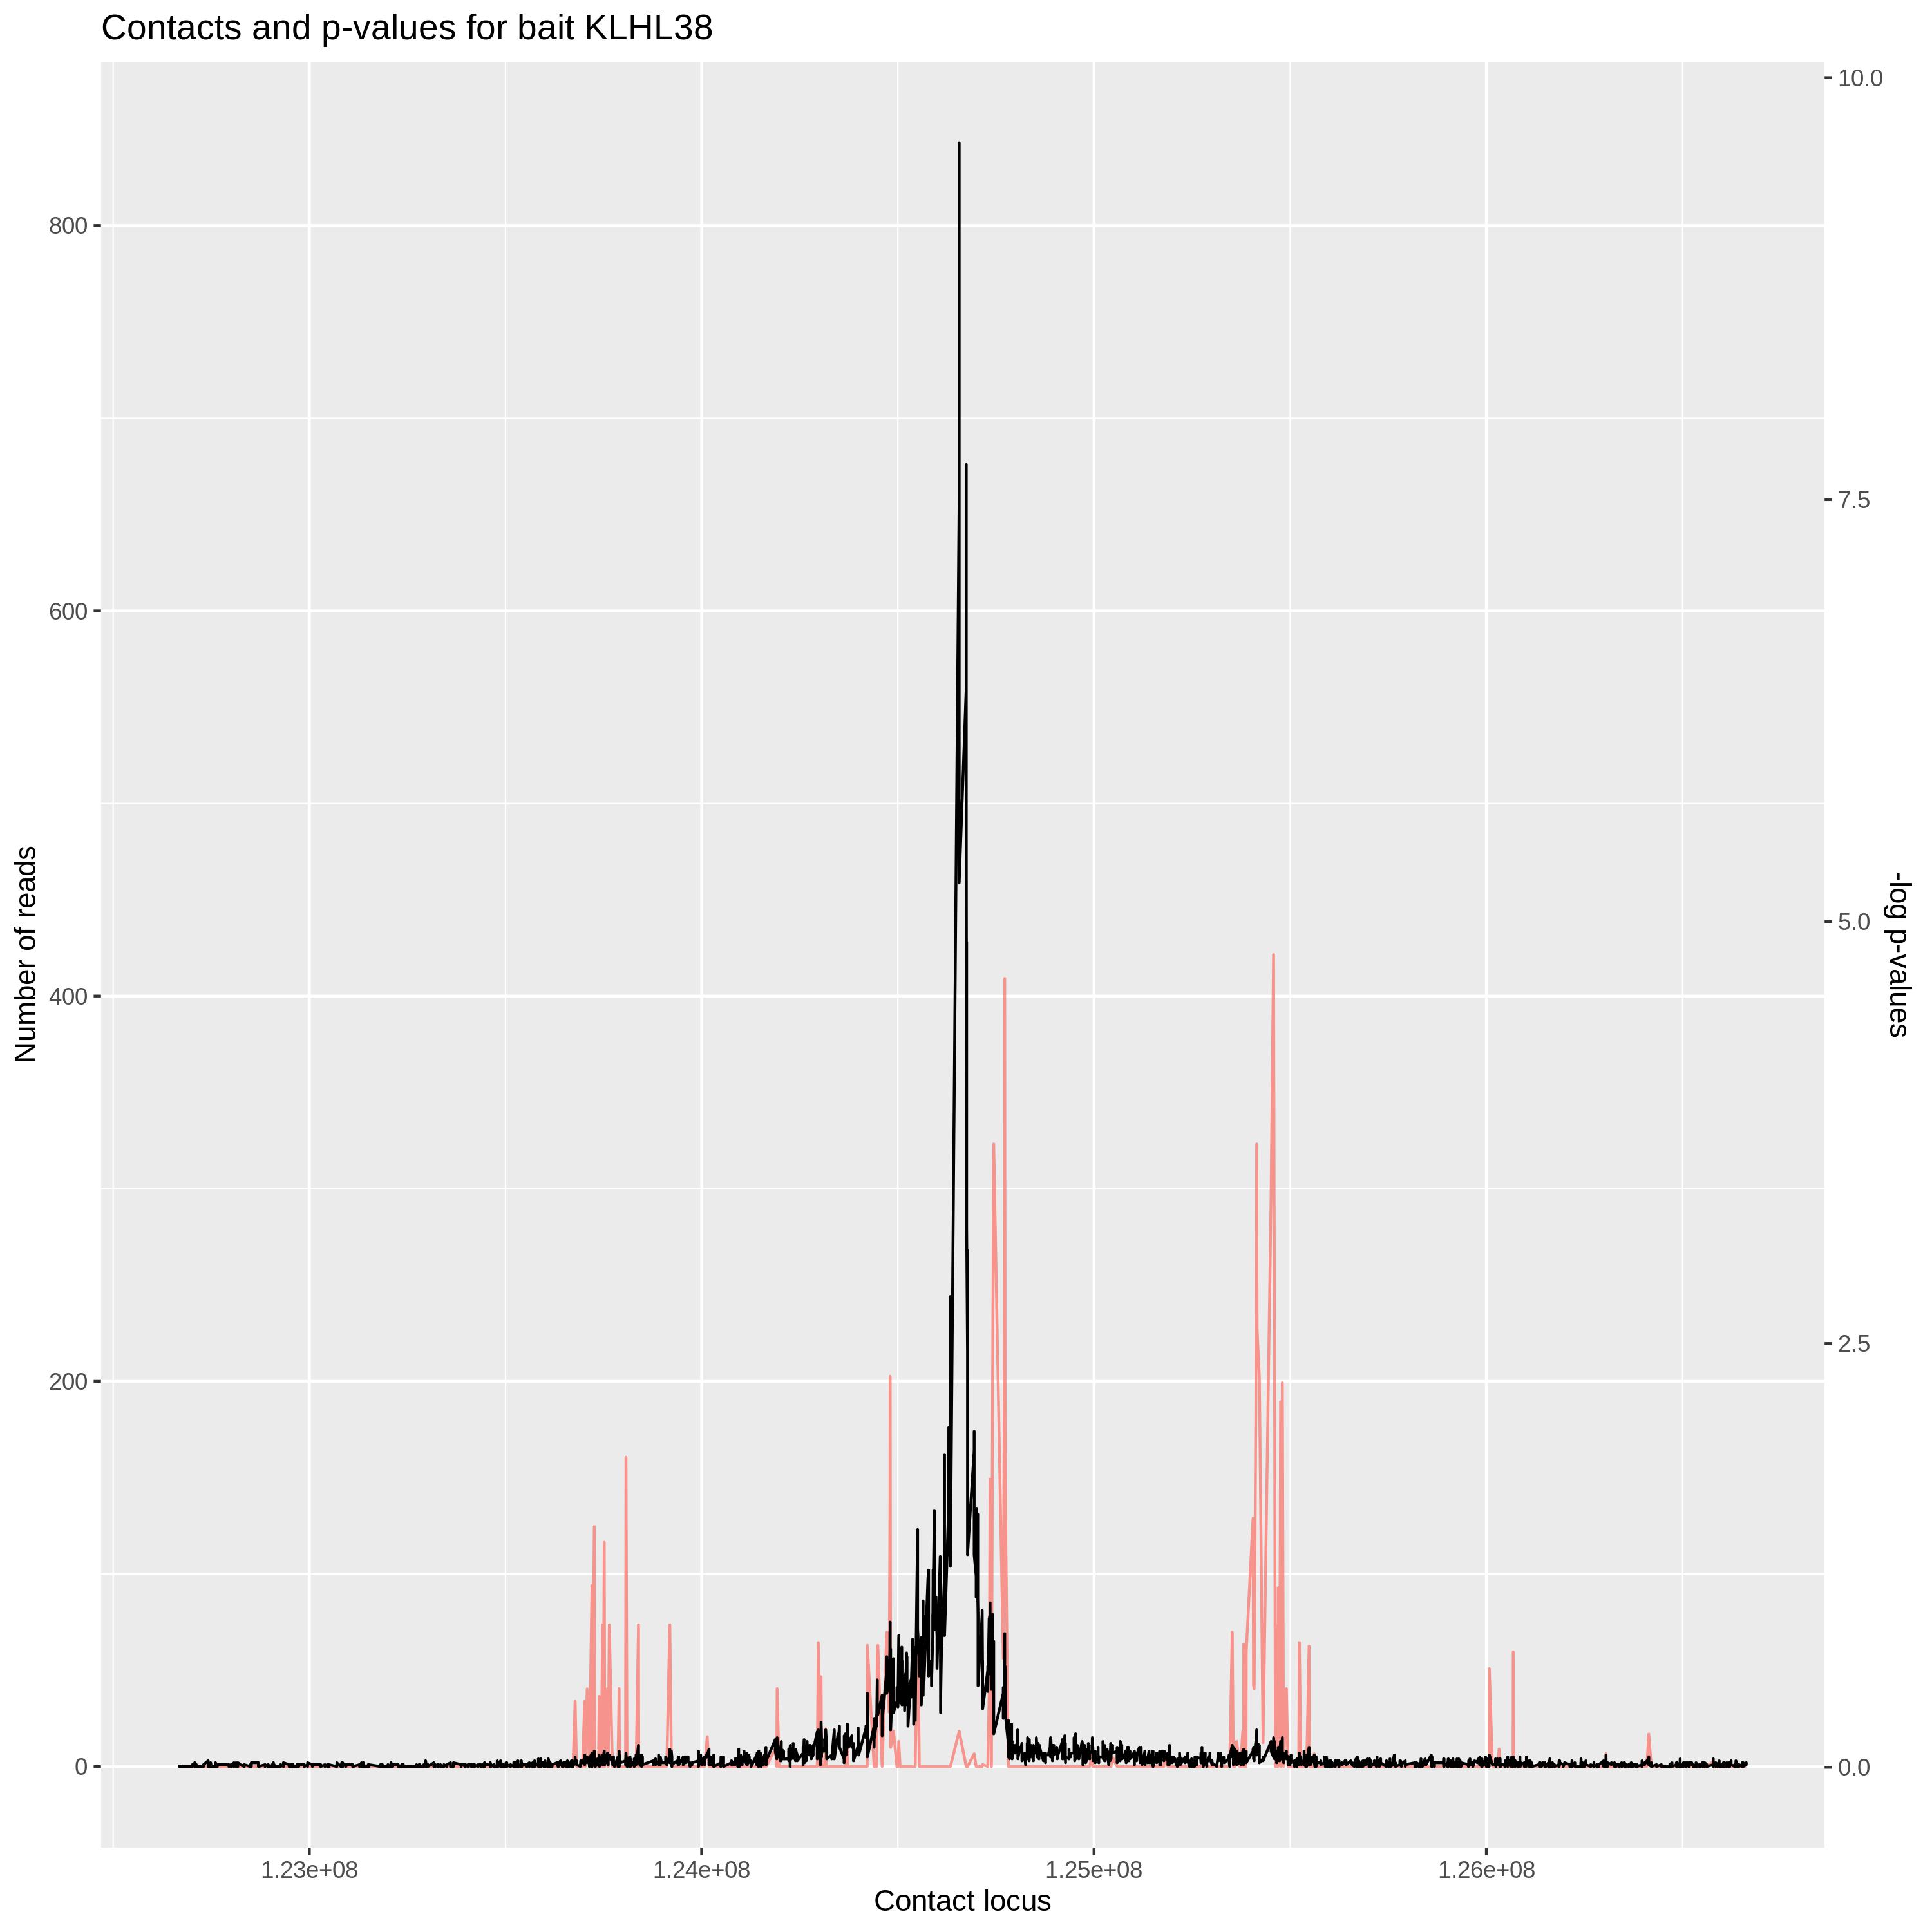 Contacts and p-values for bait KLHL38
10.0
800
7.5
600
Number of reads
5.0
-log p-values
400
2.5
200
0
0.0
1.23e+08
1.24e+08
1.25e+08
1.26e+08
Contact locus